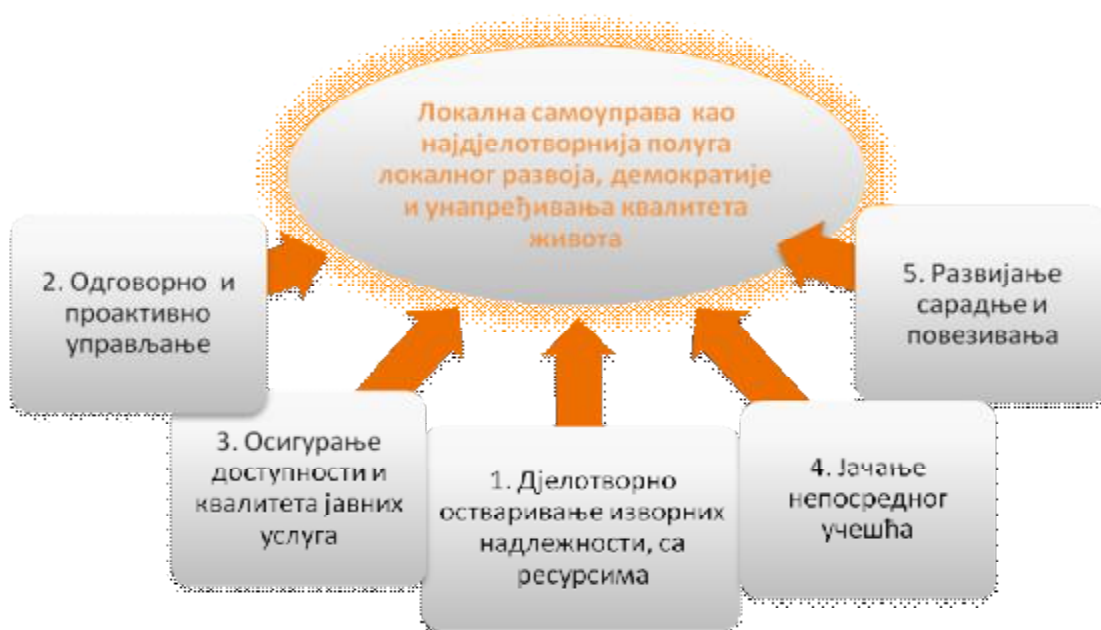 Локална самоуправа као
најдјелотворнија полуга
локалног развоја, демократије
и унапређивања квалитета
живота
2. Одговорно и
проактивно
управљање
3. Осигурање
доступности и
квалитета јавних
услуга
1. Дјелотворно
остваривање изворних
надлежности, са
ресурсима
4. Јачање
непосредног
учешћа
5. Развијање
сарадње и
повезивања